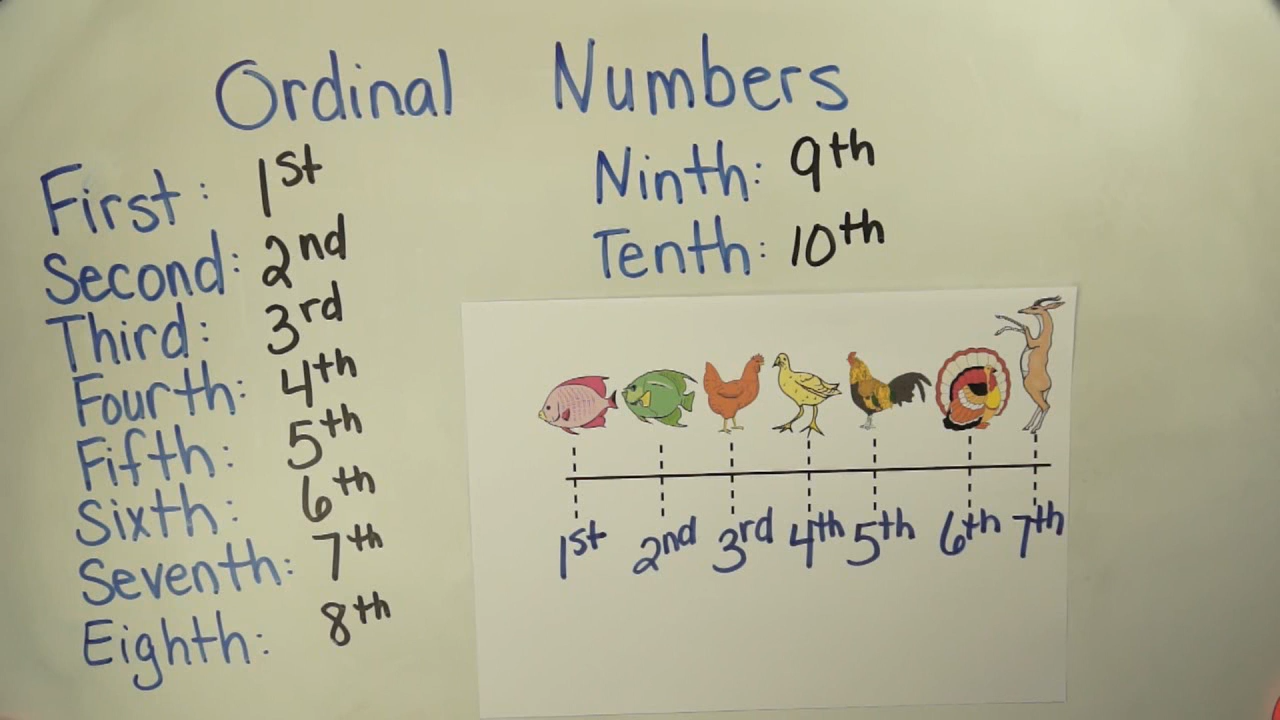 Ordinal Numbers
First: 1st
Second: 2nd
Third: 3rd
Fourth: 4th
Fifth: 5th
Sixth: 6th
Seventh: 7th
Eighth: 8th
Ninth: 9th
Tenth: 10th
1st 2nd 3rd 4th 5th 6th 7th